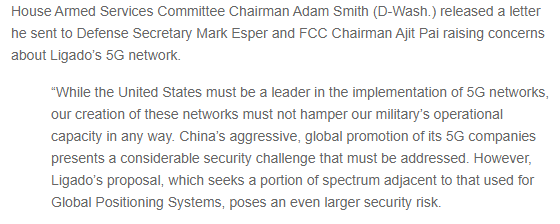 House Armed Services Committee Chairman Adam Smith (D-Wash.) released a letter
he sent to Defense Secretary Mark Esper and FCC Chairman Ajit Pai raising concerns
about Ligado’s 5G network.
“While the United States must be a leader in the implementation of 5G networks,
our creation of these networks must not hamper our military’s operational
capacity in any way. China’s aggressive, global promotion of its 5G companies
presents a considerable security challenge that must be addressed. However,
Ligado’s proposal, which seeks a portion of spectrum adjacent to that used for
Global Positioning Systems, poses an even larger security risk.